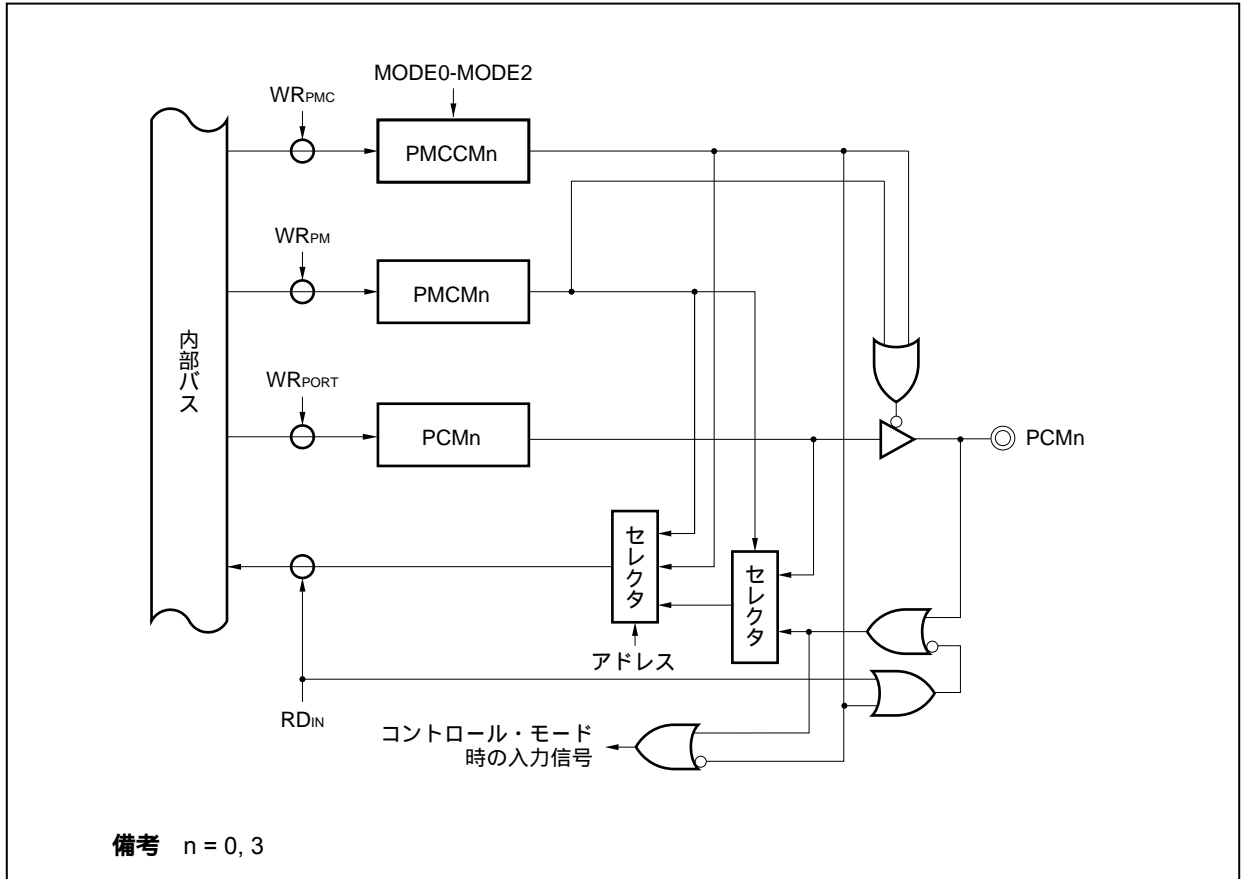 MODE0-MODE2
WRPMC
PMCCMn
WRPM
PMCMn
内部バス
WRPORT
PCMn
PCMn
セレクタ
セレクタ
アドレス
RDIN
コントロール・モード
時の入力信号
備考 n = 0, 3